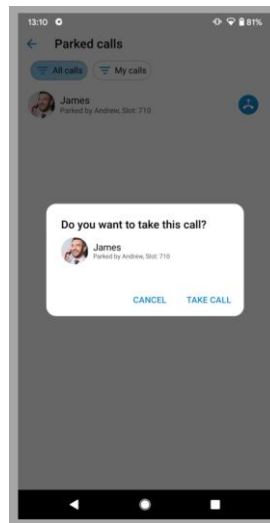 13:10 G 81%
Parked calls
All calls My calls
James
Parked by Andrew, Slot: 710
Do you want to take this call?
James
Parked by Andrew, Slot: 710
CANCEL TAKE CALL